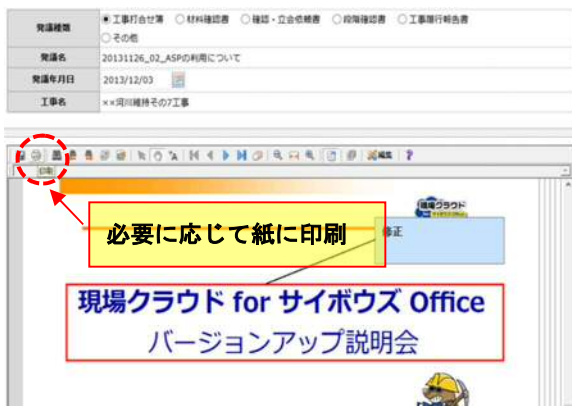 発議種類
工事打合せ簿 材料確認書 確認・立会依頼書 段階確認書 工事履行報告書
その他
発議名 20131126_02_ASPの利用について
発議年月日 2013/12/03
工事名 ××河川維持その7工事
編集 ?
印刷
現場クラウド
必要に応じて紙に印刷
修正
現場クラウド for サイボウズ Office
バージョンアップ説明会